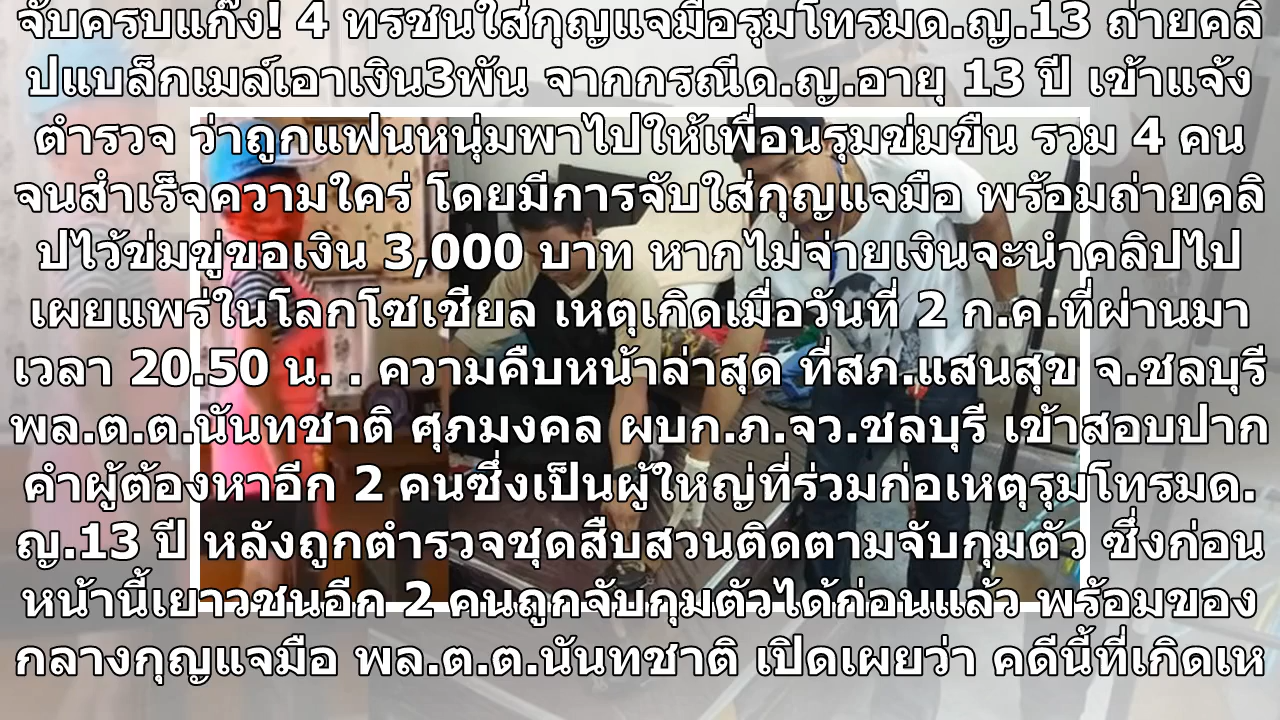 จับครบแก๊ง! 4 ทรชนใส่กุญแจมือรุมโทรมด.ญ.13 ถ่ายคลิ
ปแบล็กเมล์เอาเงิน3พัน จากกรณีด.ญ.อายุ 13 ปี เข้าแจ้ง
ตำรวจ ว่าถูกแฟนหนุ่มพาไปให้เพื่อนรุมข่มขืน รวม 4 คน
จนสำเร็จความใคร่ โดยมีการจับใส่กุญแจมือ พร้อมถ่ายคลิ
ปไว้ข่มขู่ขอเงิน 3,000 บาท หากไม่จ่ายเงินจะนำคลิปไป
เผยแพร่ในโลกโซเชียล เหตุเกิดเมื่อวันที่ 2 ก.ค.ที่ผ่านมา
เวลา 20.50 น. . ความคืบหน้าล่าสุด ที่สภ.แสนสุข จ.ชลบุรี
พล.ต.ต.นันทชาติ ศุภมงคล ผบก.ภ.จว.ชลบุรี เข้าสอบปาก
คำผู้ต้องหาอีก 2 คนซึ่งเป็นผู้ใหญ่ที่ร่วมก่อเหตุรุมโทรมด.
ญ.13 ปี หลังถูกตำรวจชุดสืบสวนติดตามจับกุมตัว ซึ่งก่อน
หน้านี้เยาวชนอีก 2 คนถูกจับกุมตัวได้ก่อนแล้ว พร้อมของ
กลางกุญแจมือ พล.ต.ต.นันทชาติ เปิดเผยว่า คดีนี้ที่เกิดเห